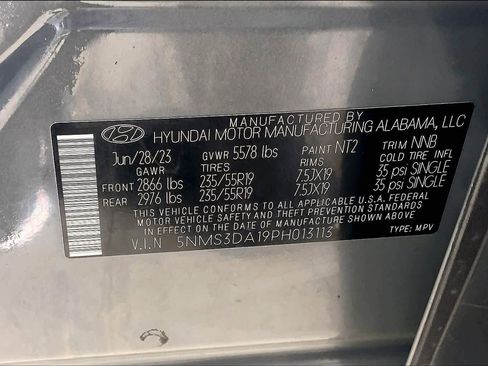 MANUFACTURED BY
HYUNDAI MOTOR MANUFACTURING ALABAMA, LLC
Jun/28/23 GVWR 5578 lbs PAINT NT2 TRIM NNB
GAWR TIRES RIMS COLD TIRE INFL
FRONT 2866 lbs 235/55R19 7.5JX19 35 psi SINGLE
REAR 2976 lbs 235/55R19 7.5JX19 35 psi SINGLE
THIS VEHICLE CONFORMS TO ALL APPLICABLE U.S.A. FEDERAL
MOTOR VEHICLE SAFETY AND THEFT PREVENTION STANDARDS
IN EFFECT ON THE DATE OF MANUFACTURE SHOWN ABOVE.
V.I.N 5NMS3DA19PH013113 TYPE: MPV